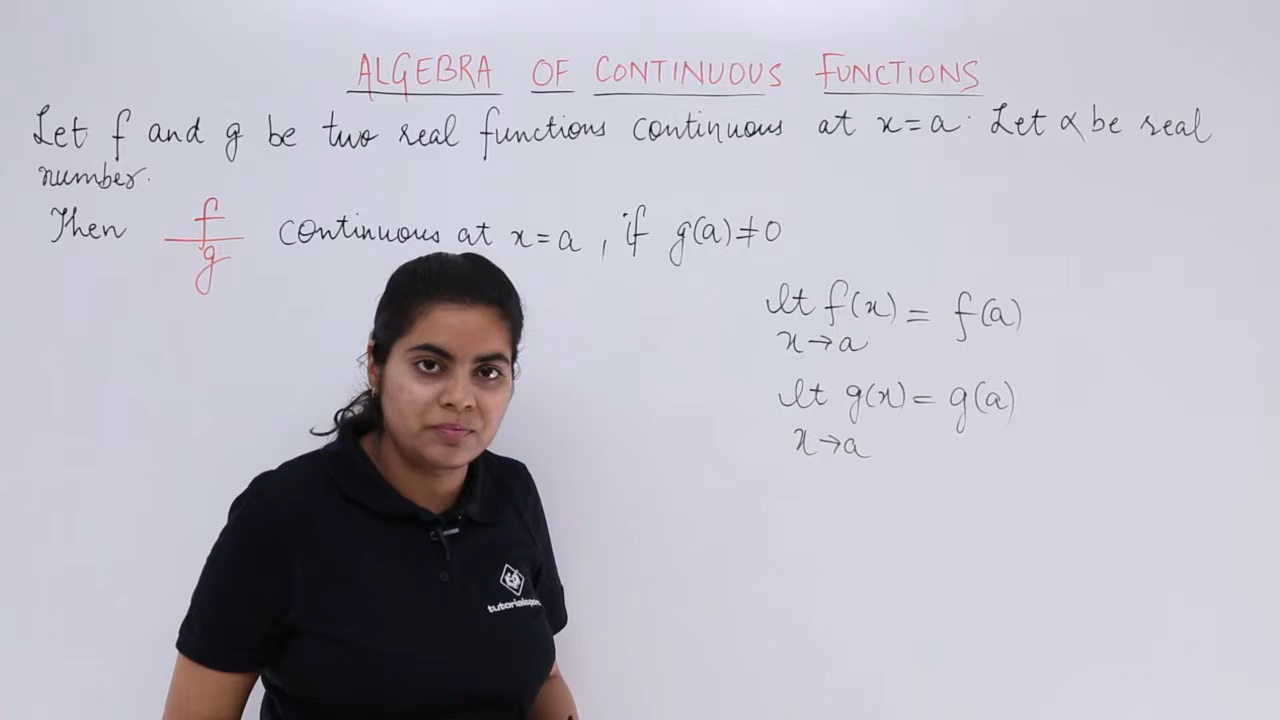 ALGEBRA OF CONTINUOUS FUNCTIONS
Let f and g be two real functions continuous at x=a. Let α be real
number.
Then f/g continuous at x=a, if g(a)≠0
lt f(x) = f(a)
x→a
lt g(x) = g(a)
x→a